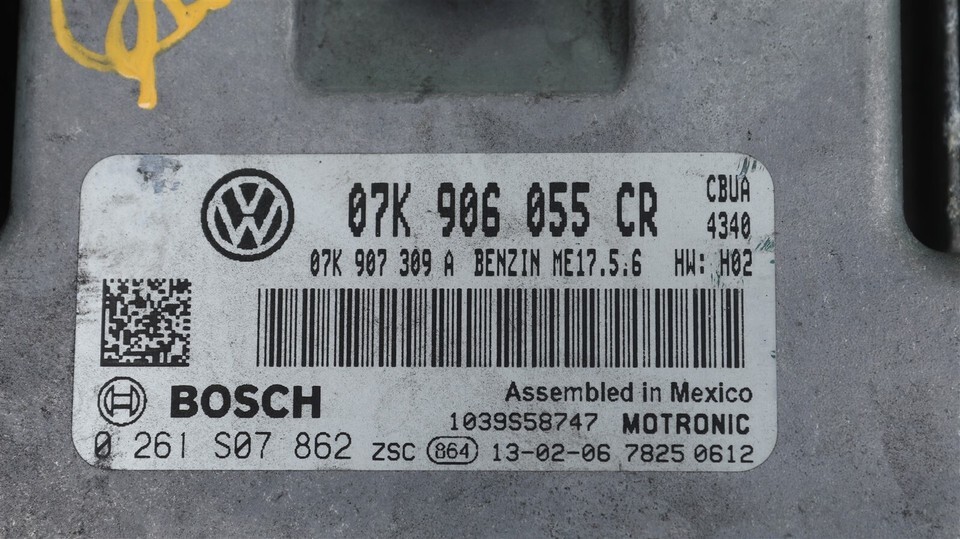 07K 906 055 CR
CBUA
4340
07K 907 309 A BENZIN ME17.5.6 HW: H02
BOSCH
Assembled in Mexico
1039S58747 MOTRONIC
0 261 S07 862 ZSC 864 13-02-06 7825 0612